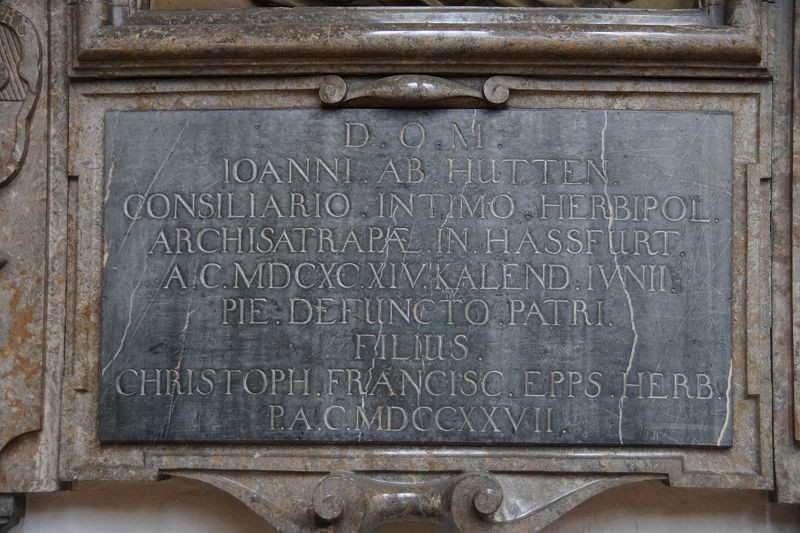 D. O. M.
IOANNI. AB. HUTTEN.
CONSILIARIO. INTIMO. HERBIPOL.
ARCHISATRAPÆ. IN. HASSFURT.
A.C.MDCXC.XIV.KALEND.IVNII.
PIE. DEFUNCTO. PATRI.
FILIUS.
CHRISTOPH.FRANCISC. EPPS. HERB.
P.A.C.MDCCXXVII.